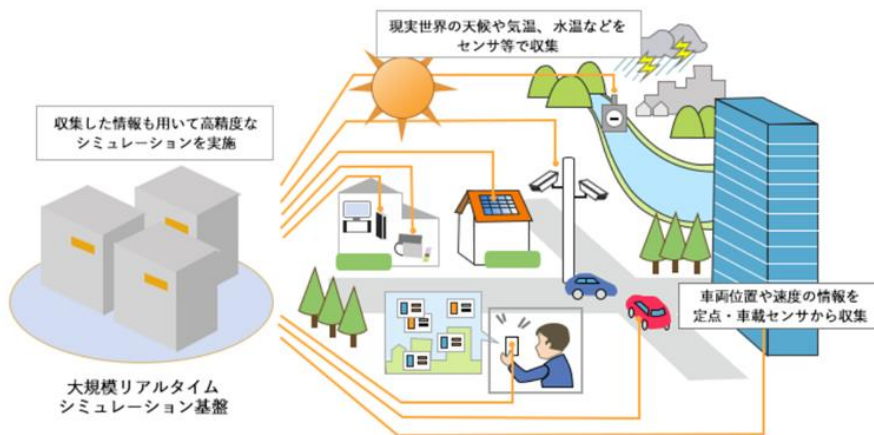 現実世界の天候や気温、水温などを
センサ等で収集
収集した情報も用いて高精度な
シミュレーションを実施
車両位置や速度の情報を
定点・車載センサから収集
大規模リアルタイム
シミュレーション基盤